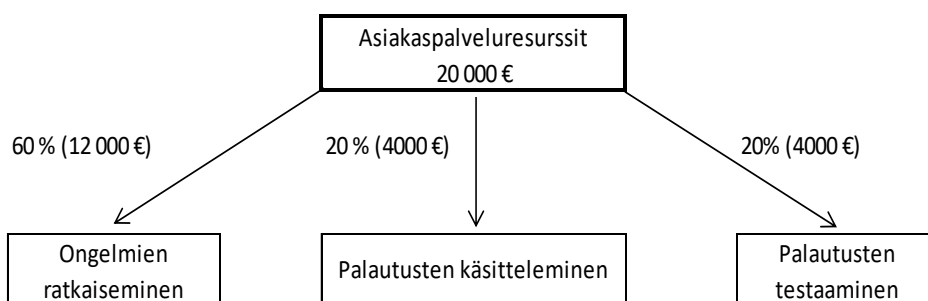 Asiakaspalveluresurssit
20 000 €
60 % (12 000 €)
20 % (4000 €)
20% (4000 €)
Ongelmien
ratkaiseminen
Palautusten käsitteleminen
Palautusten
testaaminen